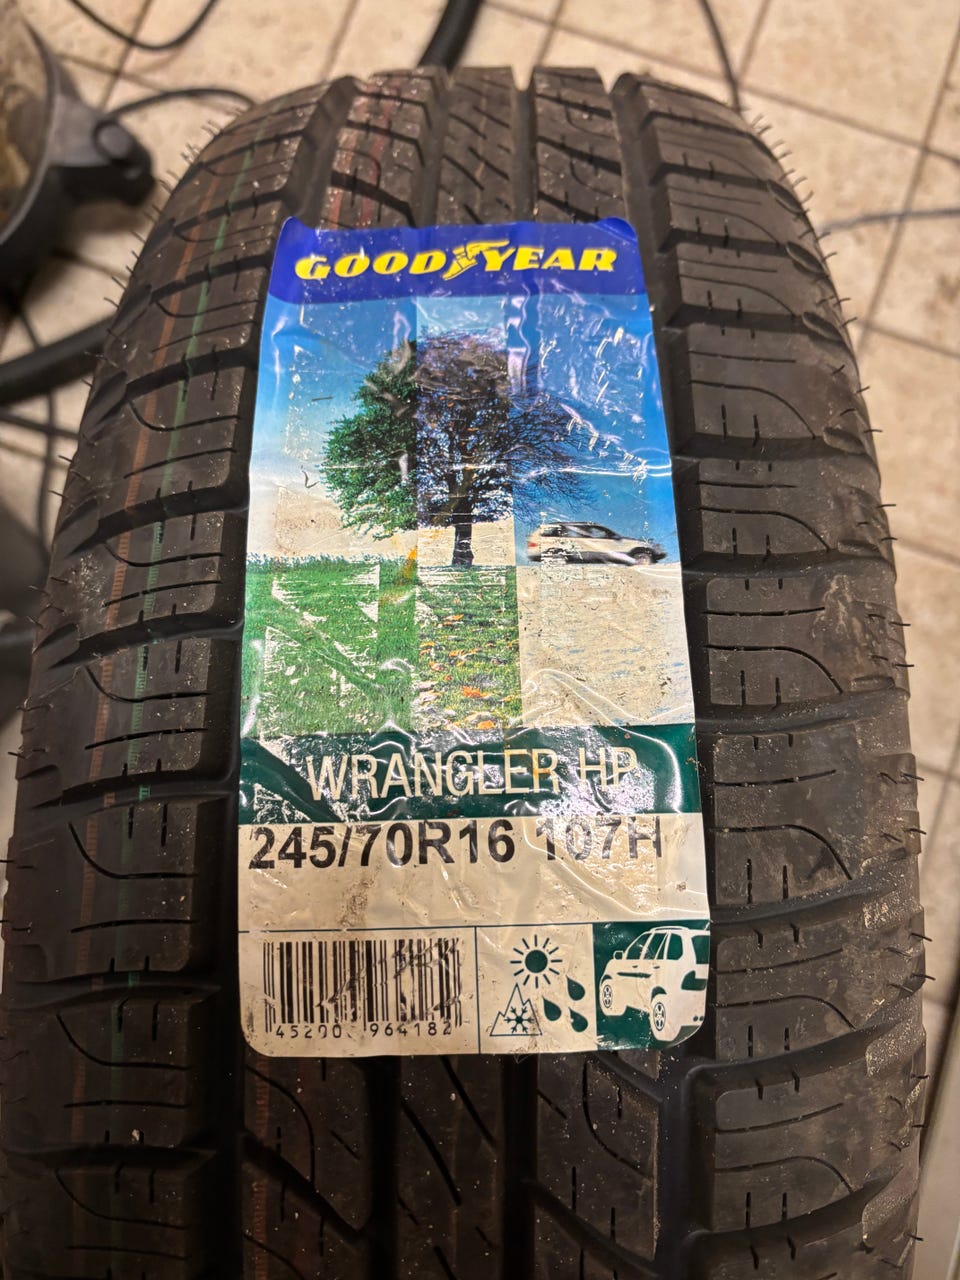 GOODYEAR
WRANGLER HP
245/70R16 107H
45200 964182